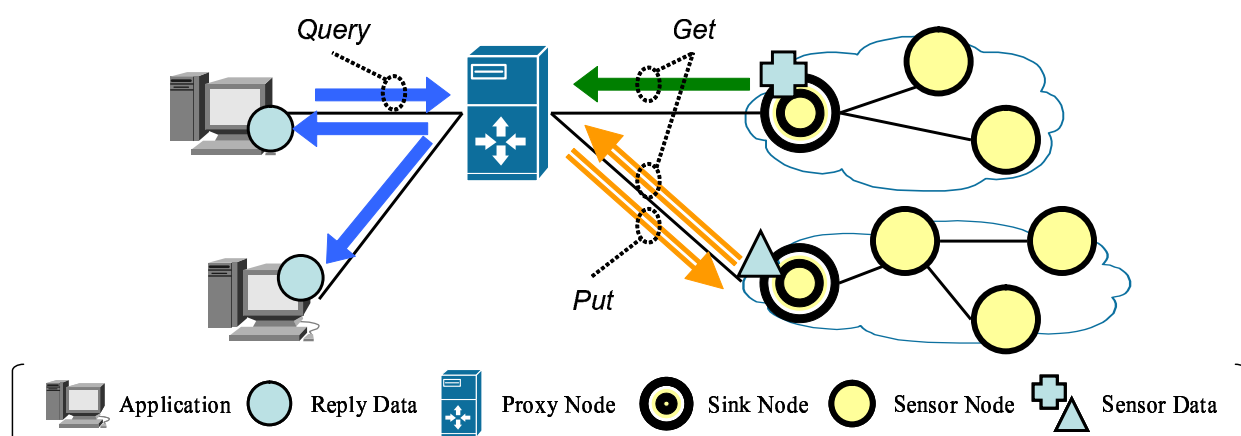 Query
Get
Put
Application
Reply Data
Proxy Node
Sink Node
Sensor Node
Sensor Data